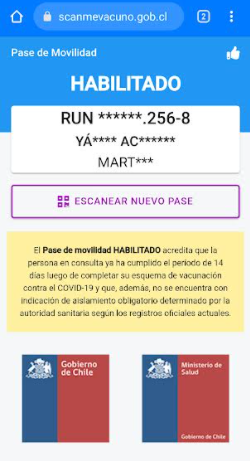 scanmevacuno.gob.cl
2
Pase de Movilidad
HABILITADO
RUN ******.256-8
YÁ**** AC******
MART***
ESCANEAR NUEVO PASE
El Pase de movilidad HABILITADO acredita que la
persona en consulta ya ha cumplido el período de 14
días luego de completar su esquema de vacunación
contra el COVID-19 y que, además, no se encuentra con
indicación de aislamiento obligatorio determinado por la
autoridad sanitaria según los registros oficiales actuales.
Gobierno
de Chile
Ministerio de
Salud
Gobierno de Chile